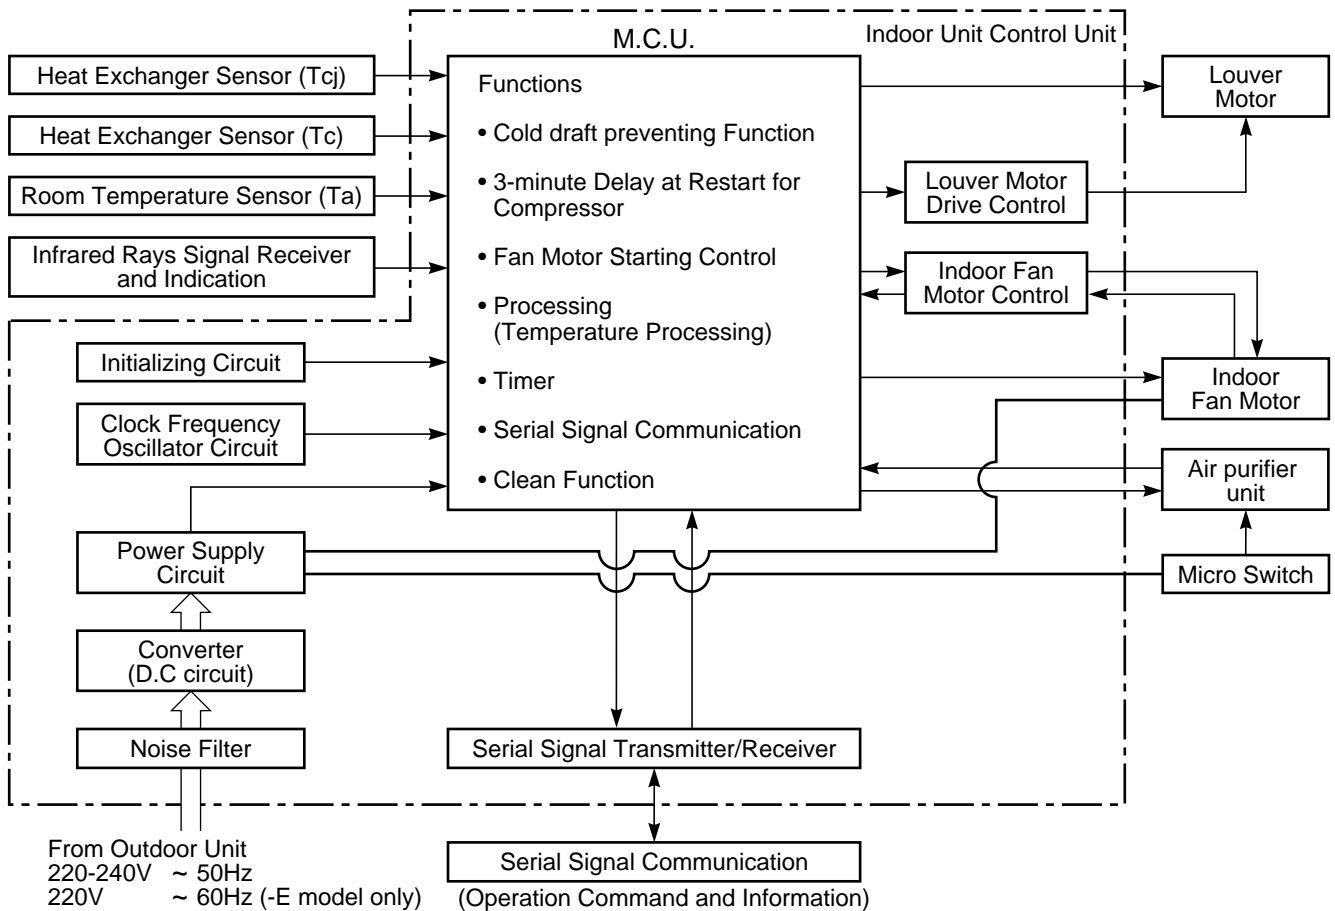 M.C.U.
Indoor Unit Control Unit
Heat Exchanger Sensor (Tcj)
Heat Exchanger Sensor (Tc)
Room Temperature Sensor (Ta)
Infrared Rays Signal Receiver
and Indication
Initializing Circuit
Clock Frequency
Oscillator Circuit
Power Supply
Circuit
Converter
(D.C circuit)
Noise Filter
From Outdoor Unit
220-240V ~ 50Hz
220V ~ 60Hz (-E model only)
Functions
• Cold draft preventing Function
• 3-minute Delay at Restart for
Compressor
• Fan Motor Starting Control
• Processing
(Temperature Processing)
• Timer
• Serial Signal Communication
• Clean Function
Serial Signal Transmitter/Receiver
Serial Signal Communication
(Operation Command and Information)
Louver Motor
Drive Control
Indoor Fan
Motor Control
Louver
Motor
Indoor
Fan Motor
Air purifier
unit
Micro Switch